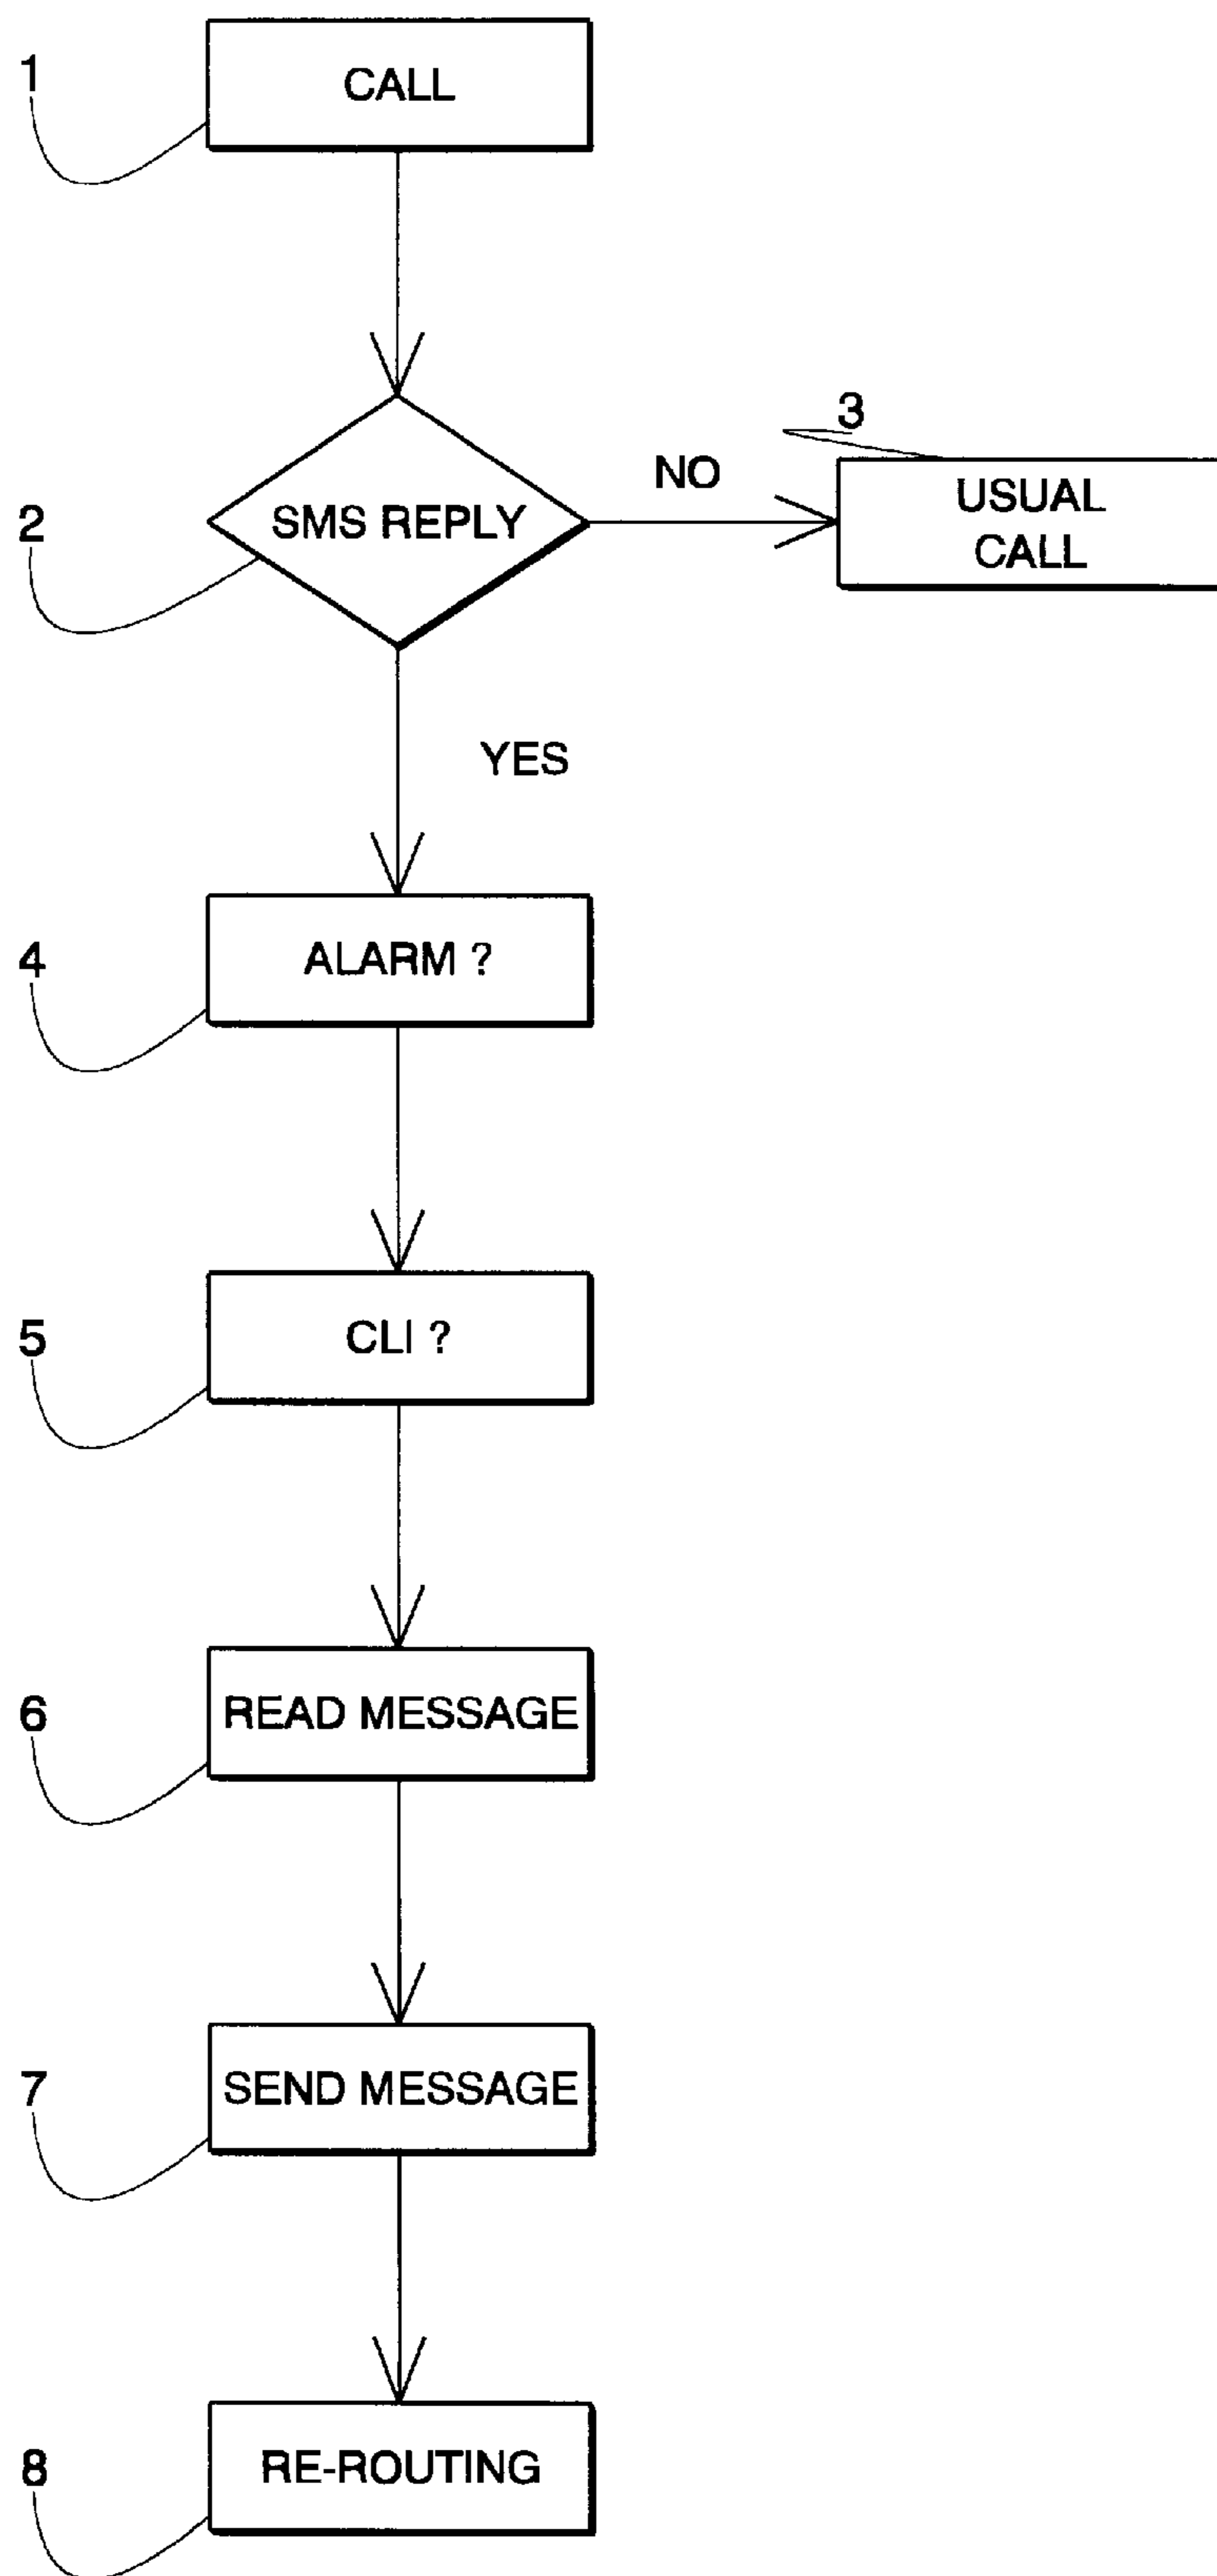 1
CALL
3
NO
USUAL
CALL
2
SMS REPLY
YES
4
ALARM ?
5
CLI ?
6
READ MESSAGE
7
SEND MESSAGE
8
RE-ROUTING